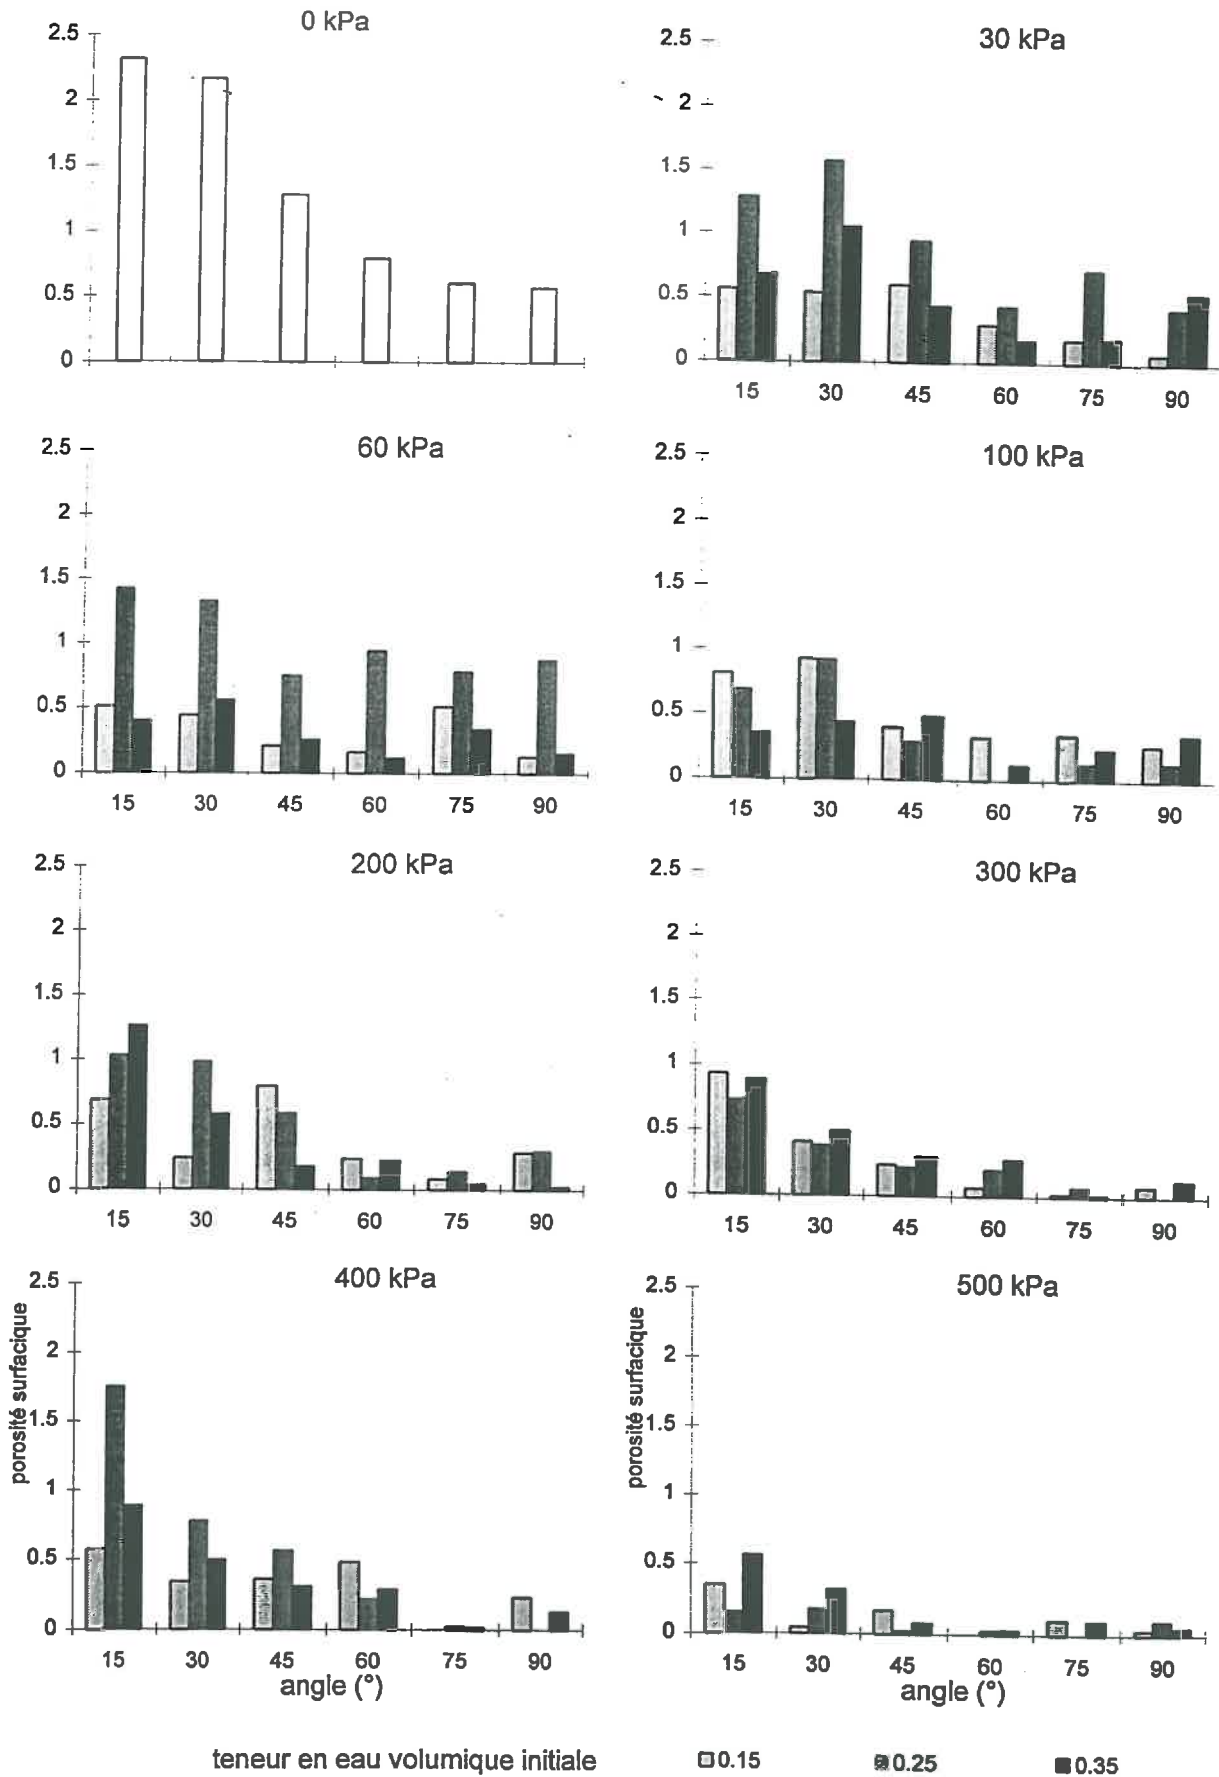 0 kPa
2.5
2
1.5
1
0.5
0
30 kPa
2.5
2
1.5
1
0.5
0
15 30 45 60 75 90
60 kPa
2.5
2
1.5
1
0.5
0
15 30 45 60 75 90
100 kPa
2.5
2
1.5
1
0.5
0
15 30 45 60 75 90
200 kPa
2.5
2
1.5
1
0.5
0
15 30 45 60 75 90
300 kPa
2.5
2
1.5
1
0.5
0
15 30 45 60 75 90
400 kPa
porosité surfacique
2.5
2
1.5
1
0.5
0
15 30 45 60 75 90
angle (°)
500 kPa
porosité surfacique
2.5
2
1.5
1
0.5
0
15 30 45 60 75 90
angle (°)
teneur en eau volumique initiale 0.15 0.25 0.35